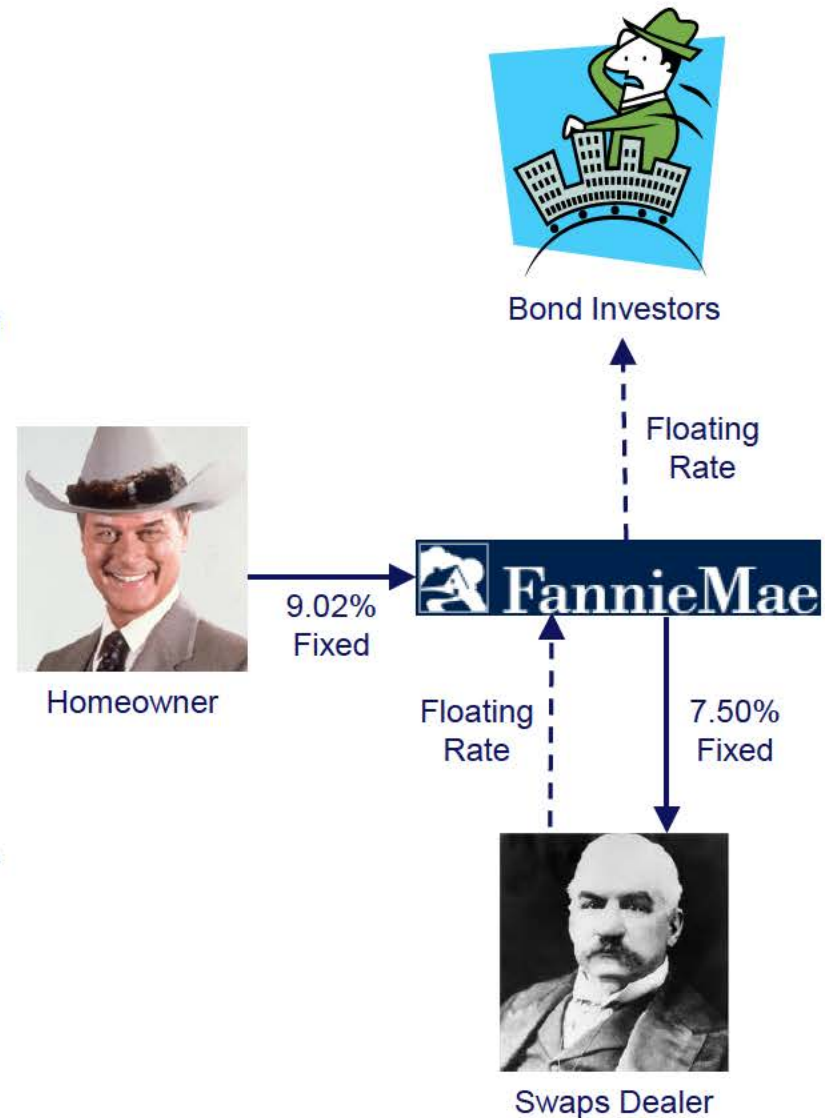 Bond Investors
Floating
Rate
FannieMae
9.02%
Fixed
Homeowner
Floating
Rate
7.50%
Fixed
Swaps Dealer